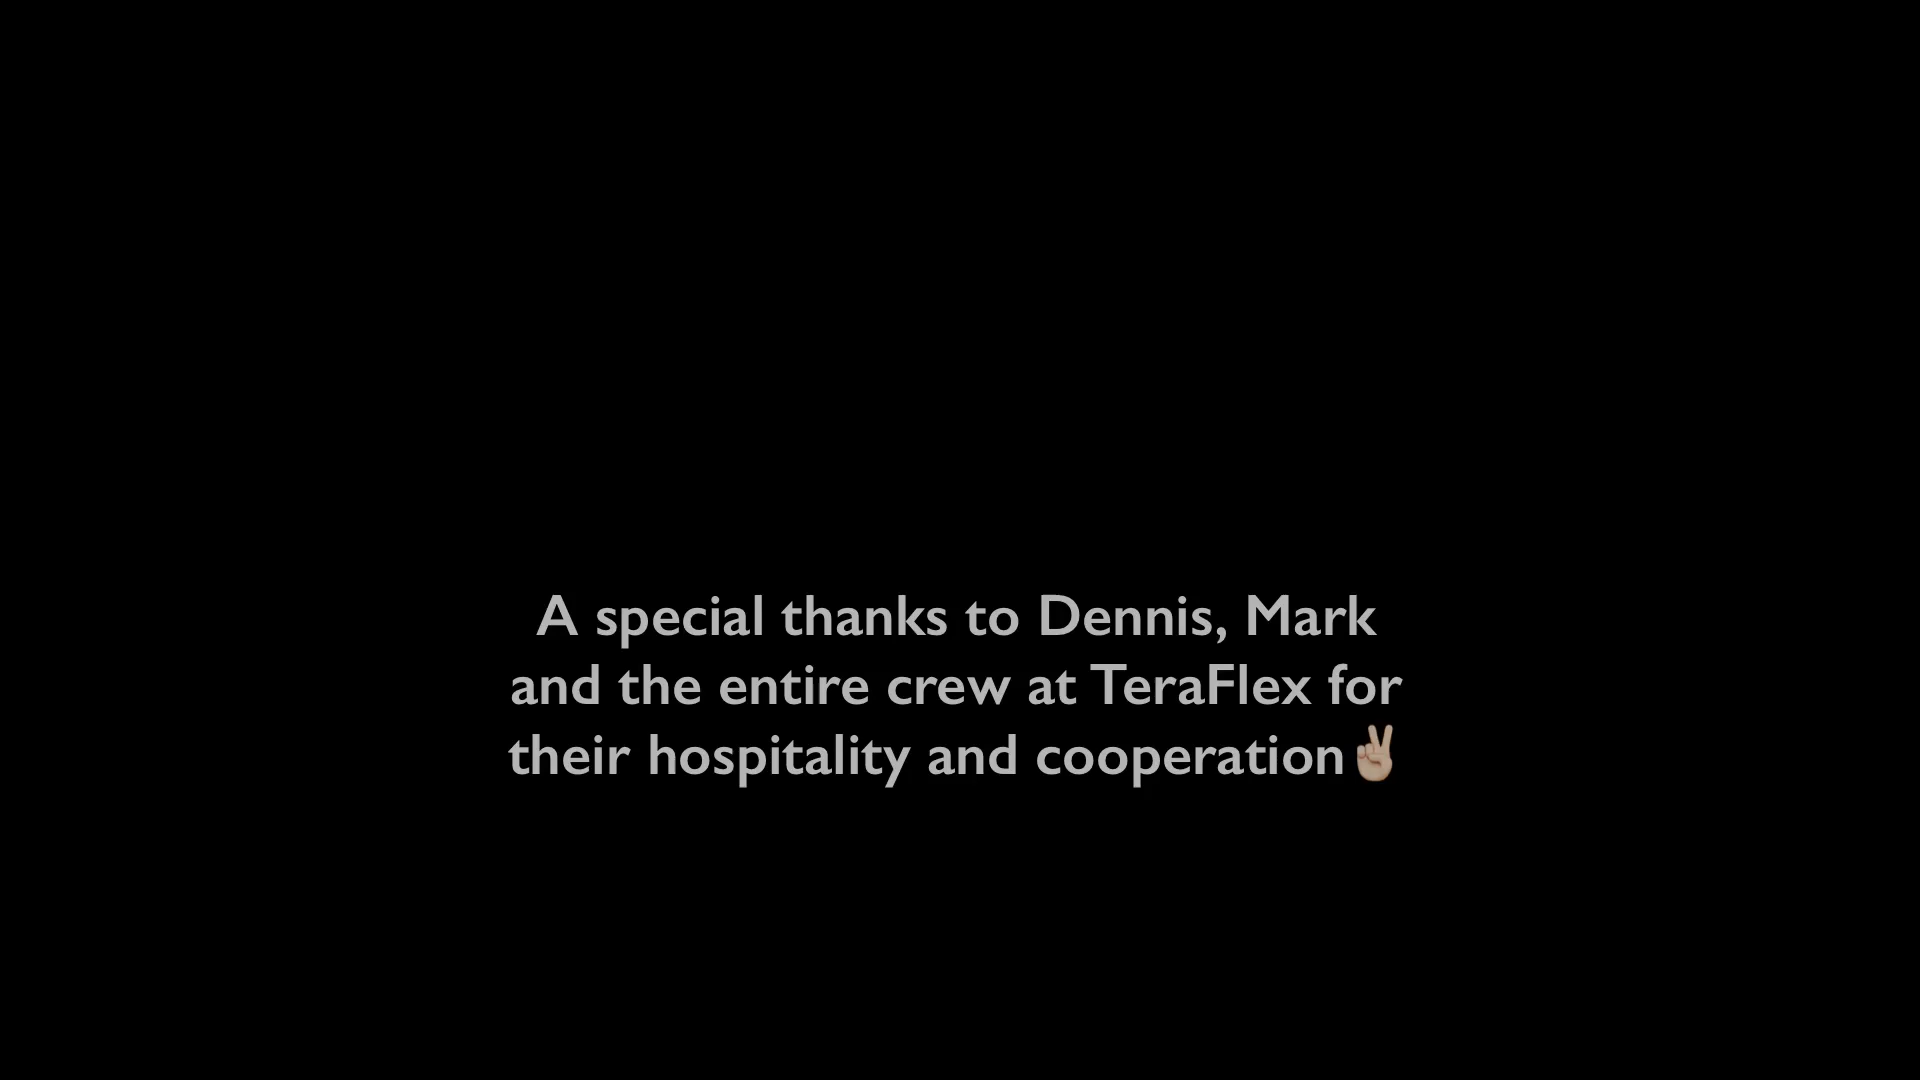 A special thanks to Dennis, Mark
and the entire crew at TeraFlex for
their hospitality and cooperation✌🏼